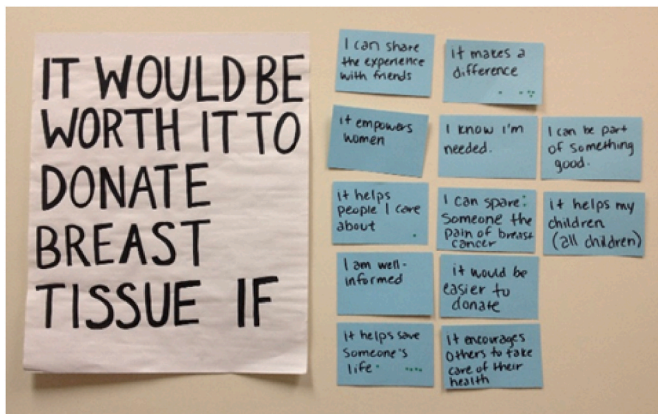 IT WOULD BE
WORTH IT TO
DONATE
BREAST
TISSUE IF
I can share
the experience
with friends
it makes a
difference
it empowers
women
I know i'm
needed.
I can be part
of something
good.
it helps
people I care
about
I can spare
someone the
pain of breast
cancer
it helps my
children
(all children)
I am well-
informed
it would be
easier to
donate
it helps save
someone's
life
it encourages
others to take
care of their
health